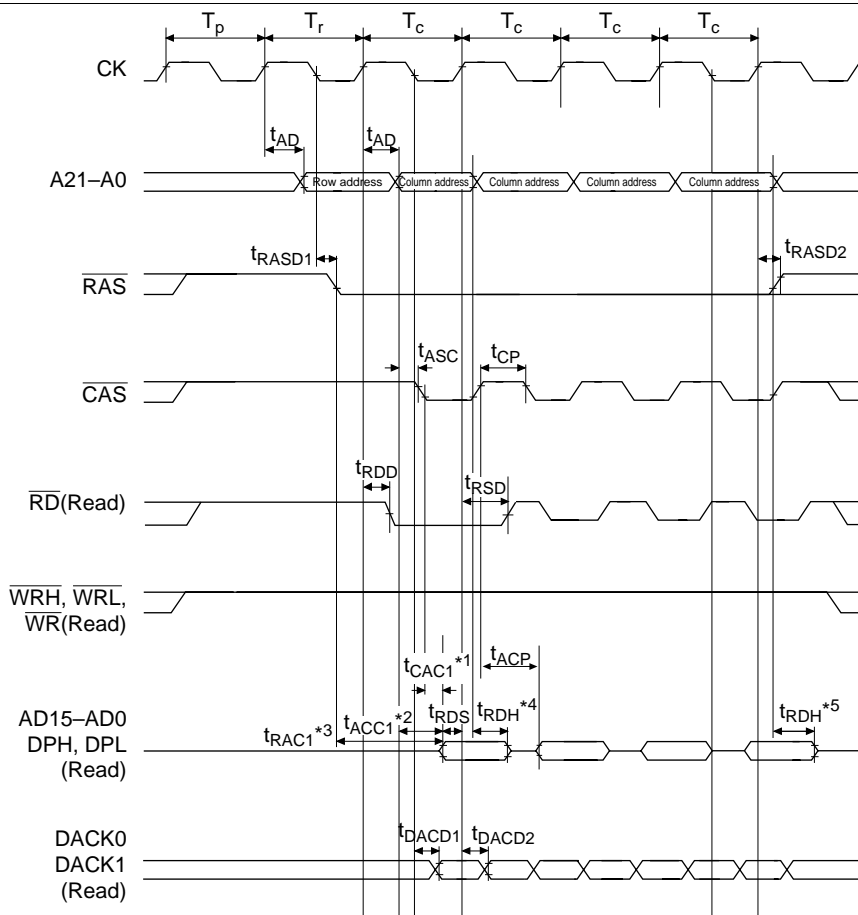 Tp Tr Tc Tc Tc Tc
CK
tAD tAD
A21–A0 Row address Column address Column address Column address Column address
tRASD1 tRASD2
RAS
tASC tCP
CAS
tRDD tRSD
RD(Read)
WRH, WRL,
WR(Read)
tCAC1*1 tACP
AD15–AD0
DPH, DPL
(Read)
tRAC1*3 tACC1*2 tRDS tRDH*4 tRDH*5
DACK0
DACK1
(Read)
tDACD1 tDACD2